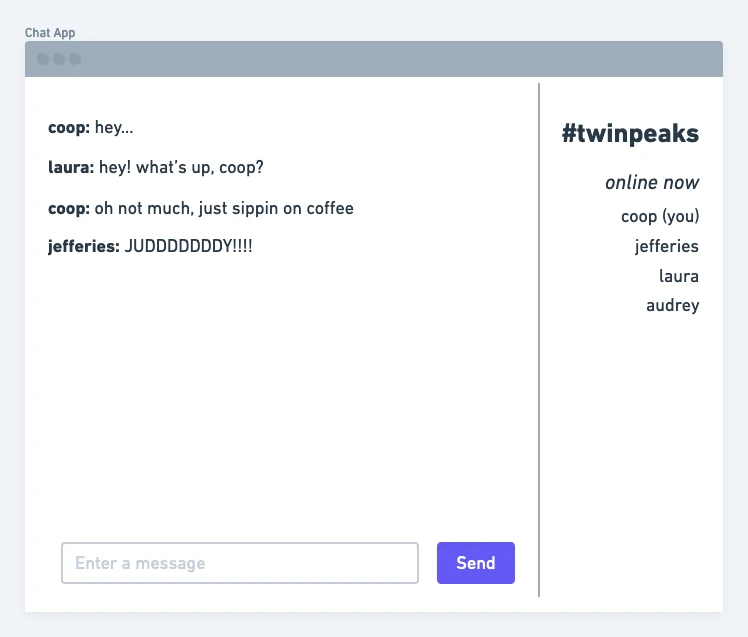 Chat App
coop: hey...
laura: hey! what's up, coop?
coop: oh not much, just sippin on coffee
jefferies: JUDDDDDDDY!!!!
Enter a message
Send
#twinpeaks
online now
coop (you)
jefferies
laura
audrey